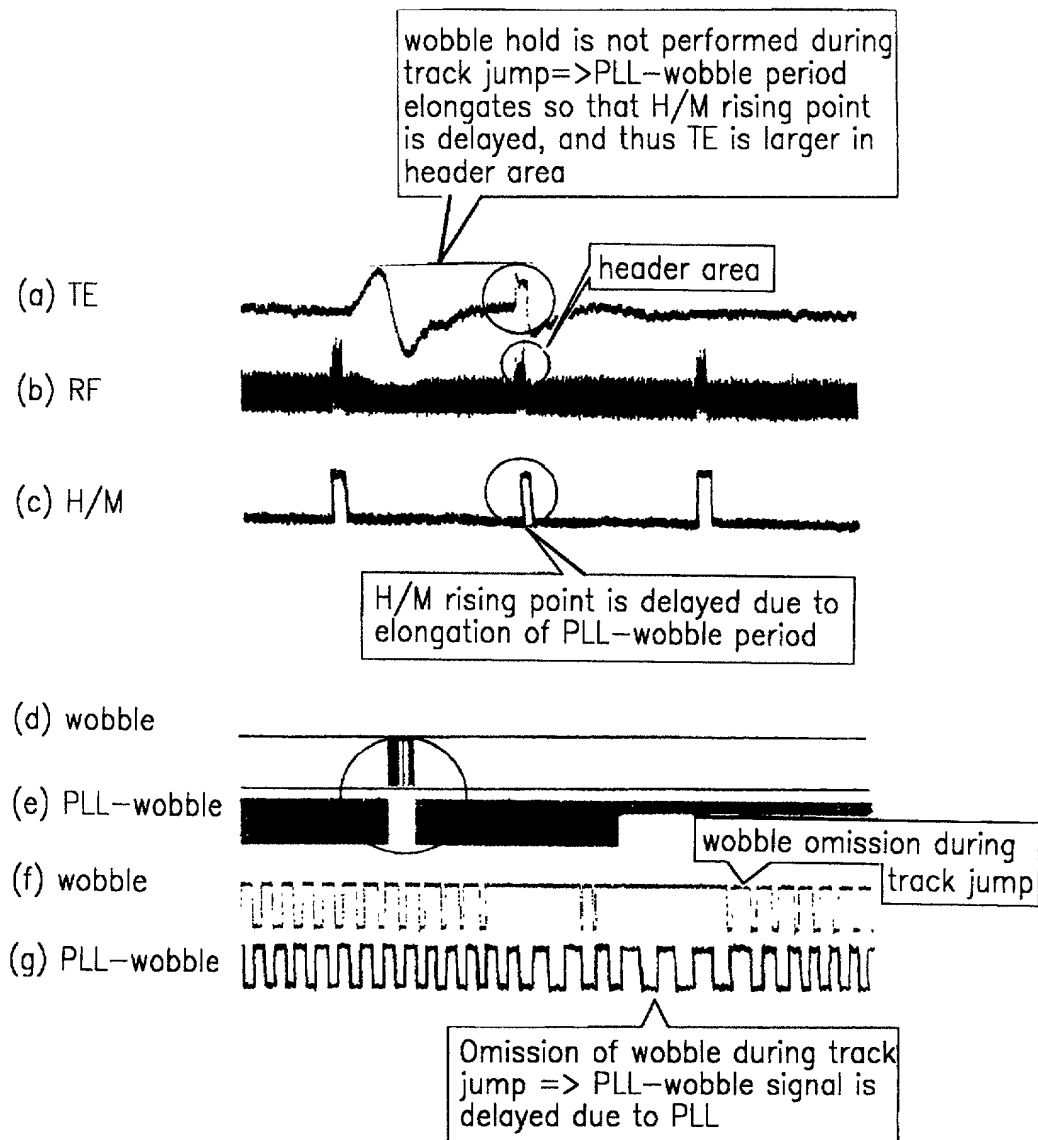 wobble hold is not performed during
track jump=>PLL-wobble period
elongates so that H/M rising point
is delayed, and thus TE is larger in
header area
header area
(a) TE
(b) RF
(c) H/M
H/M rising point is delayed due to
elongation of PLL-wobble period
(d) wobble
(e) PLL-wobble
wobble omission during
track jump
(f) wobble
(g) PLL-wobble
Omission of wobble during track
jump => PLL-wobble signal is
delayed due to PLL